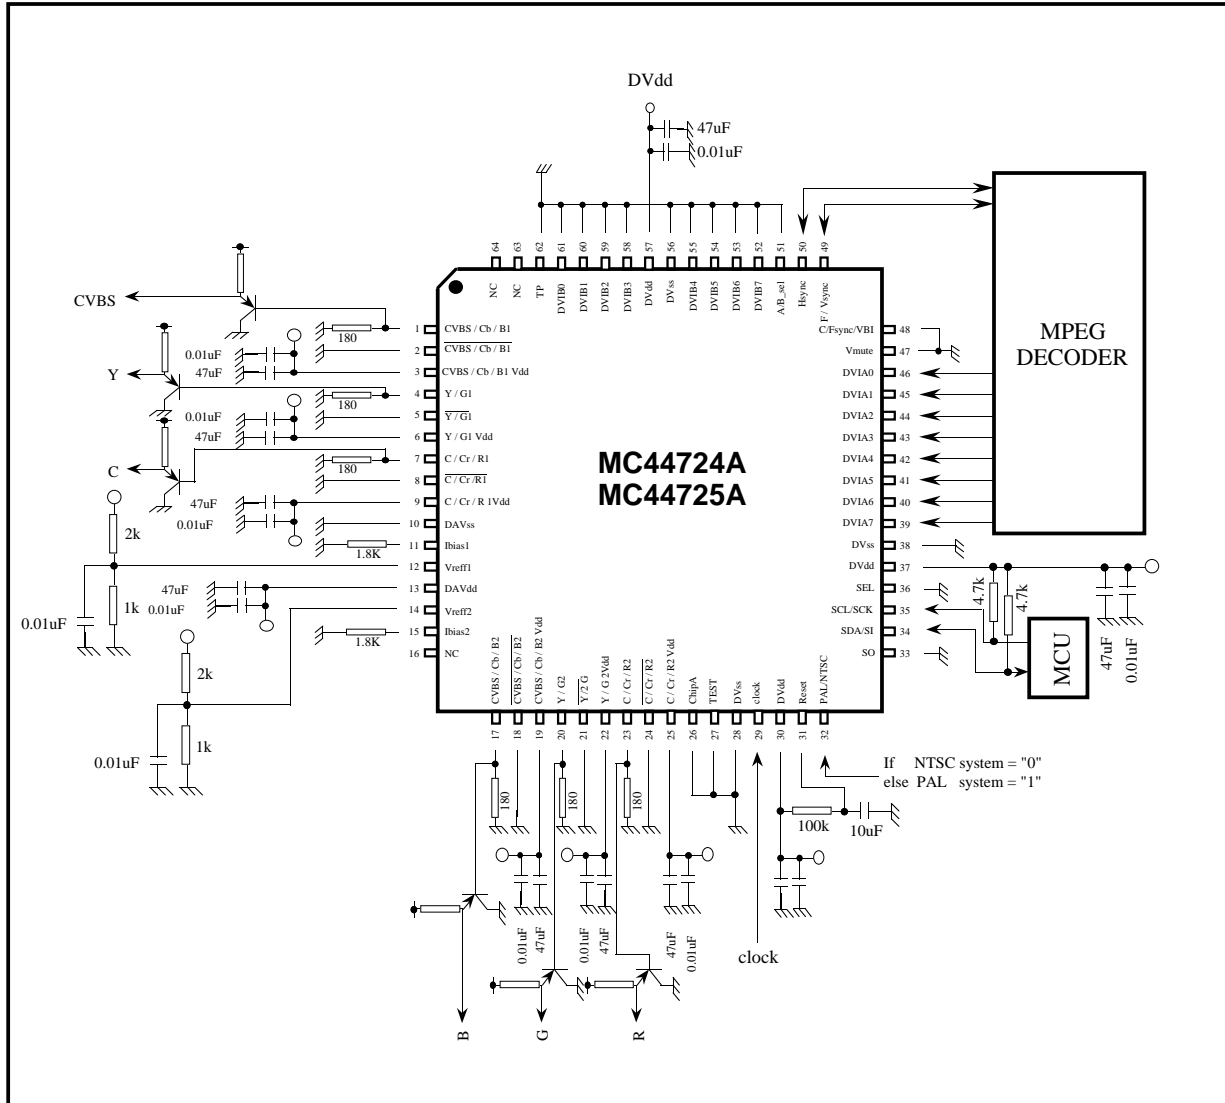 DVdd
47uF
0.01uF
64
63
62
61
60
59
58
57
56
55
54
53
52
51
50
49
NC
NC
TP
DVIB0
DVIB1
DVIB2
DVIB3
DVdd
DVss
DVIB4
DVIB5
DVIB6
DVIB7
A/B_sel
Hsync
F / Vsync
MPEG
DECODER
CVBS
Y
C
180
0.01uF
47uF
180
0.01uF
47uF
180
47uF
0.01uF
2k
1.8K
1k
0.01uF
47uF
0.01uF
1.8K
2k
1k
0.01uF
1 CVBS / Cb / B1
2 CVBS / Cb / B1
3 CVBS / Cb / B1 Vdd
4 Y / G1
5 Y / G1
6 Y / G1 Vdd
7 C / Cr / R1
8 C / Cr /R1
9 C / Cr / R 1Vdd
10 DAVss
11 Ibias1
12 Vreff1
13 DAVdd
14 Vreff2
15 Ibias2
16 NC
MC44724A
MC44725A
C/Fsync/VBI 48
Vmute 47
DVIA0 46
DVIA1 45
DVIA2 44
DVIA3 43
DVIA4 42
DVIA5 41
DVIA6 40
DVIA7 39
DVss 38
DVdd 37
SEL 36
SCL/SCK 35
SDA/SI 34
SO 33
4.7k
4.7k
MCU
47uF
0.01uF
CVBS / Cb / B2
CVBS / Cb / B2
CVBS / Cb / B2 Vdd
Y / G2
Y /2 G
Y / G 2Vdd
C / Cr / R2
C / Cr / R2
C / Cr / R2 Vdd
ChipA
TEST
DVss
clock
DVdd
Reset
PAL/NTSC
17
18
19
20
21
22
23
24
25
26
27
28
29
30
31
32
If NTSC system = "0"
else PAL system = "1"
180
180
180
100k
10uF
0.01uF
47uF
0.01uF
47uF
47uF
0.01uF
clock
B
G
R